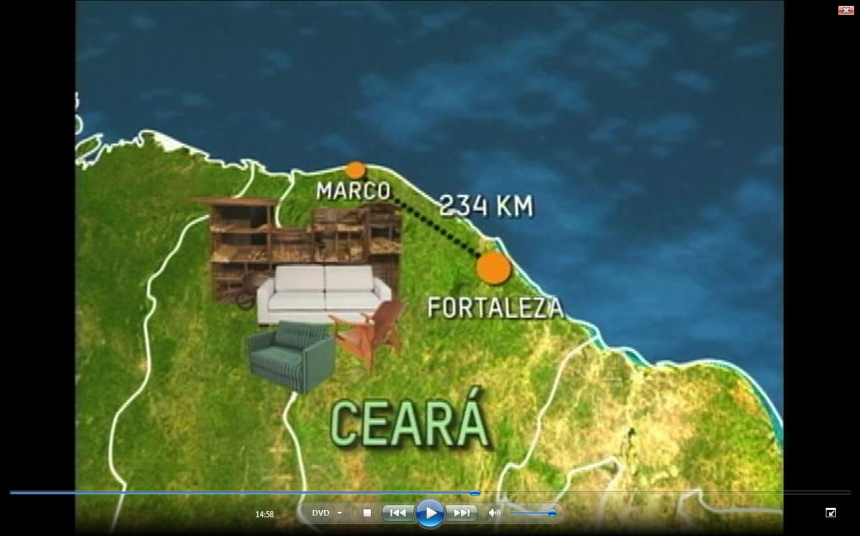 MARCO
234 KM
FORTALEZA
CEARÁ
14:58
DVD